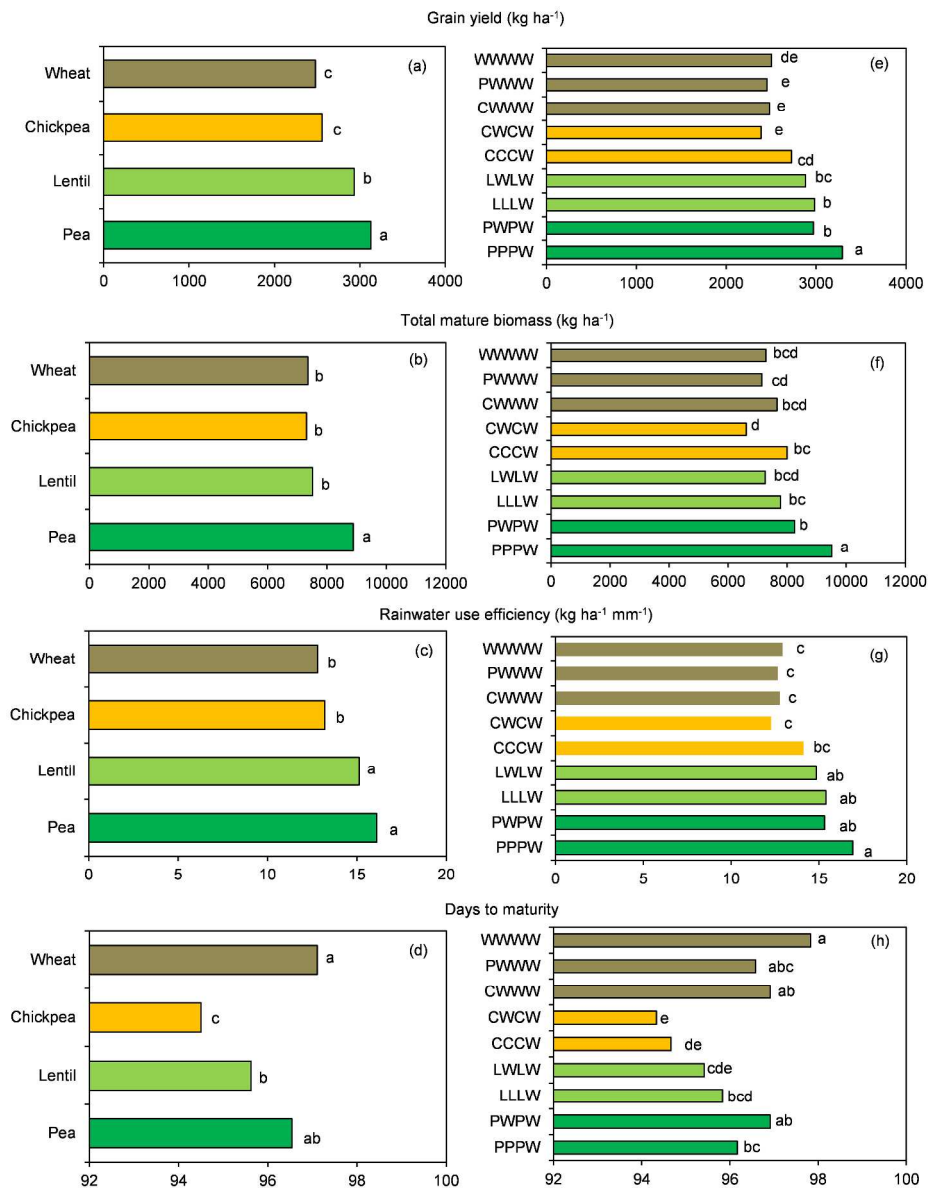 Grain yield (kg ha⁻¹)
(a)
Wheat c
Chickpea c
Lentil b
Pea a
0 1000 2000 3000 4000
(e)
WWWW de
PWWW e
CWWW e
CWCW e
CCCW cd
LWLW bc
LLLW b
PWPW b
PPPW a
0 1000 2000 3000 4000
Total mature biomass (kg ha⁻¹)
(b)
Wheat b
Chickpea b
Lentil b
Pea a
0 2000 4000 6000 8000 10000 12000
(f)
WWWW bcd
PWWW cd
CWWW bcd
CWCW d
CCCW bc
LWLW bcd
LLLW bc
PWPW b
PPPW a
0 2000 4000 6000 8000 10000 12000
Rainwater use efficiency (kg ha⁻¹ mm⁻¹)
(c)
Wheat b
Chickpea b
Lentil a
Pea a
0 5 10 15 20
(g)
WWWW c
PWWW c
CWWW c
CWCW c
CCCW bc
LWLW ab
LLLW ab
PWPW ab
PPPW a
0 5 10 15 20
Days to maturity
(d)
Wheat a
Chickpea c
Lentil b
Pea ab
92 94 96 98 100
(h)
WWWW a
PWWW abc
CWWW ab
CWCW e
CCCW de
LWLW cde
LLLW bcd
PWPW ab
PPPW bc
92 94 96 98 100